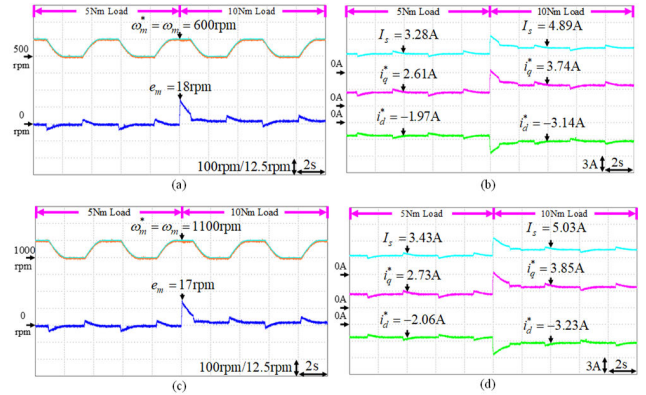 5Nm Load 10Nm Load
ω*m = ωm = 600rpm
500
rpm
em = 18rpm
0
rpm
100rpm/12.5rpm 2s
(a)
5Nm Load 10Nm Load
Is = 3.28A Is = 4.89A
0A
i*q = 2.61A i*q = 3.74A
0A
0A
i*d = −1.97A i*d = −3.14A
3A 2s
(b)
5Nm Load 10Nm Load
ω*m = ωm = 1100rpm
1000
rpm
em = 17rpm
0
rpm
100rpm/12.5rpm 2s
(c)
5Nm Load 10Nm Load
Is = 3.43A Is = 5.03A
0A
i*q = 2.73A i*q = 3.85A
0A
0A
i*d = −2.06A i*d = −3.23A
3A 2s
(d)